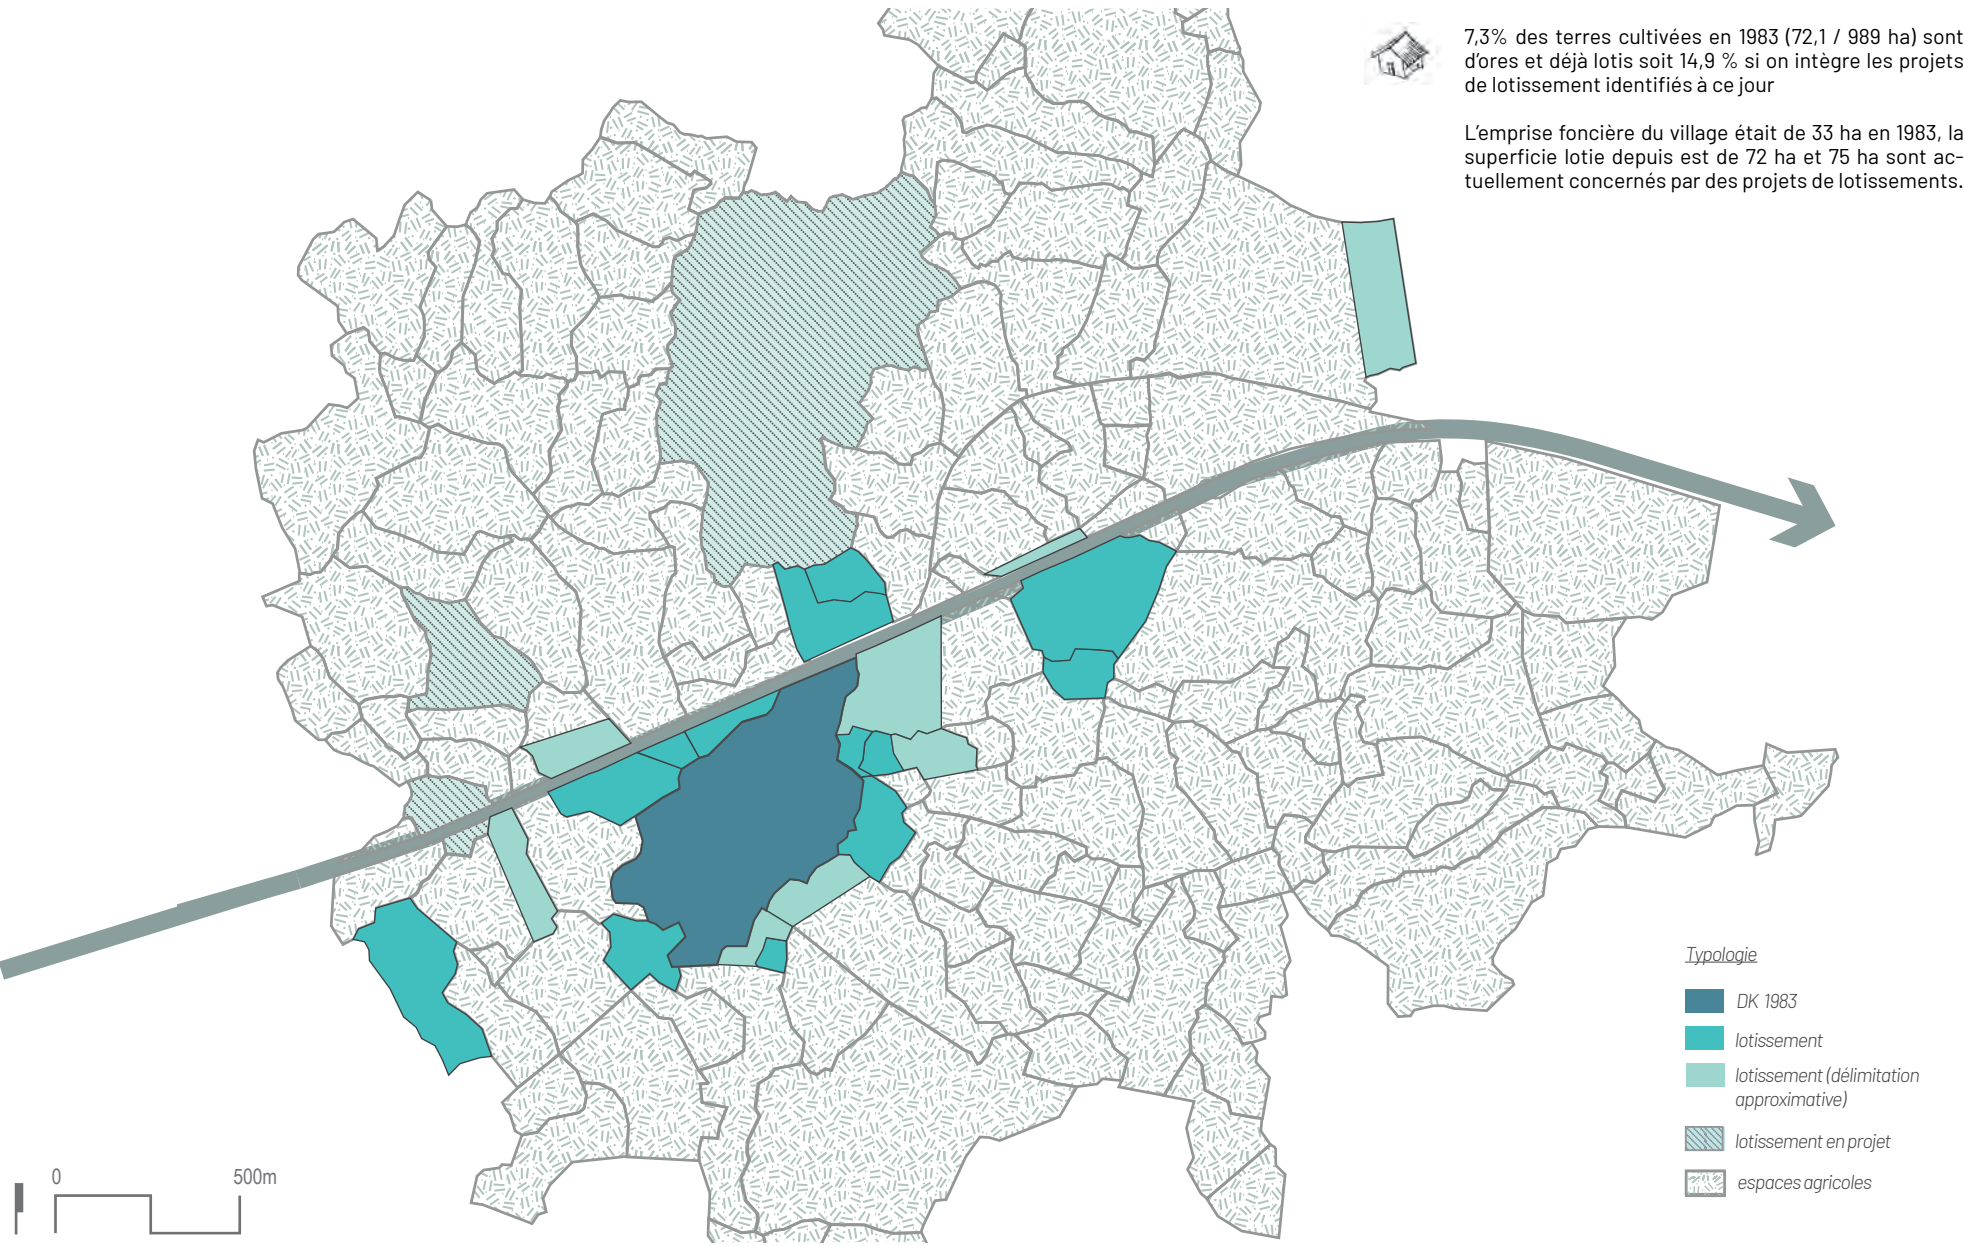 7,3% des terres cultivées en 1983 (72,1 / 989 ha) sont
d'ores et déjà lotis soit 14,9 % si on intègre les projets
de lotissement identifiés à ce jour
L'emprise foncière du village était de 33 ha en 1983, la
superficie lotie depuis est de 72 ha et 75 ha sont ac-
tuellement concernés par des projets de lotissements.
Typologie
DK 1983
lotissement
lotissement (délimitation
approximative)
lotissement en projet
espaces agricoles
0 500m